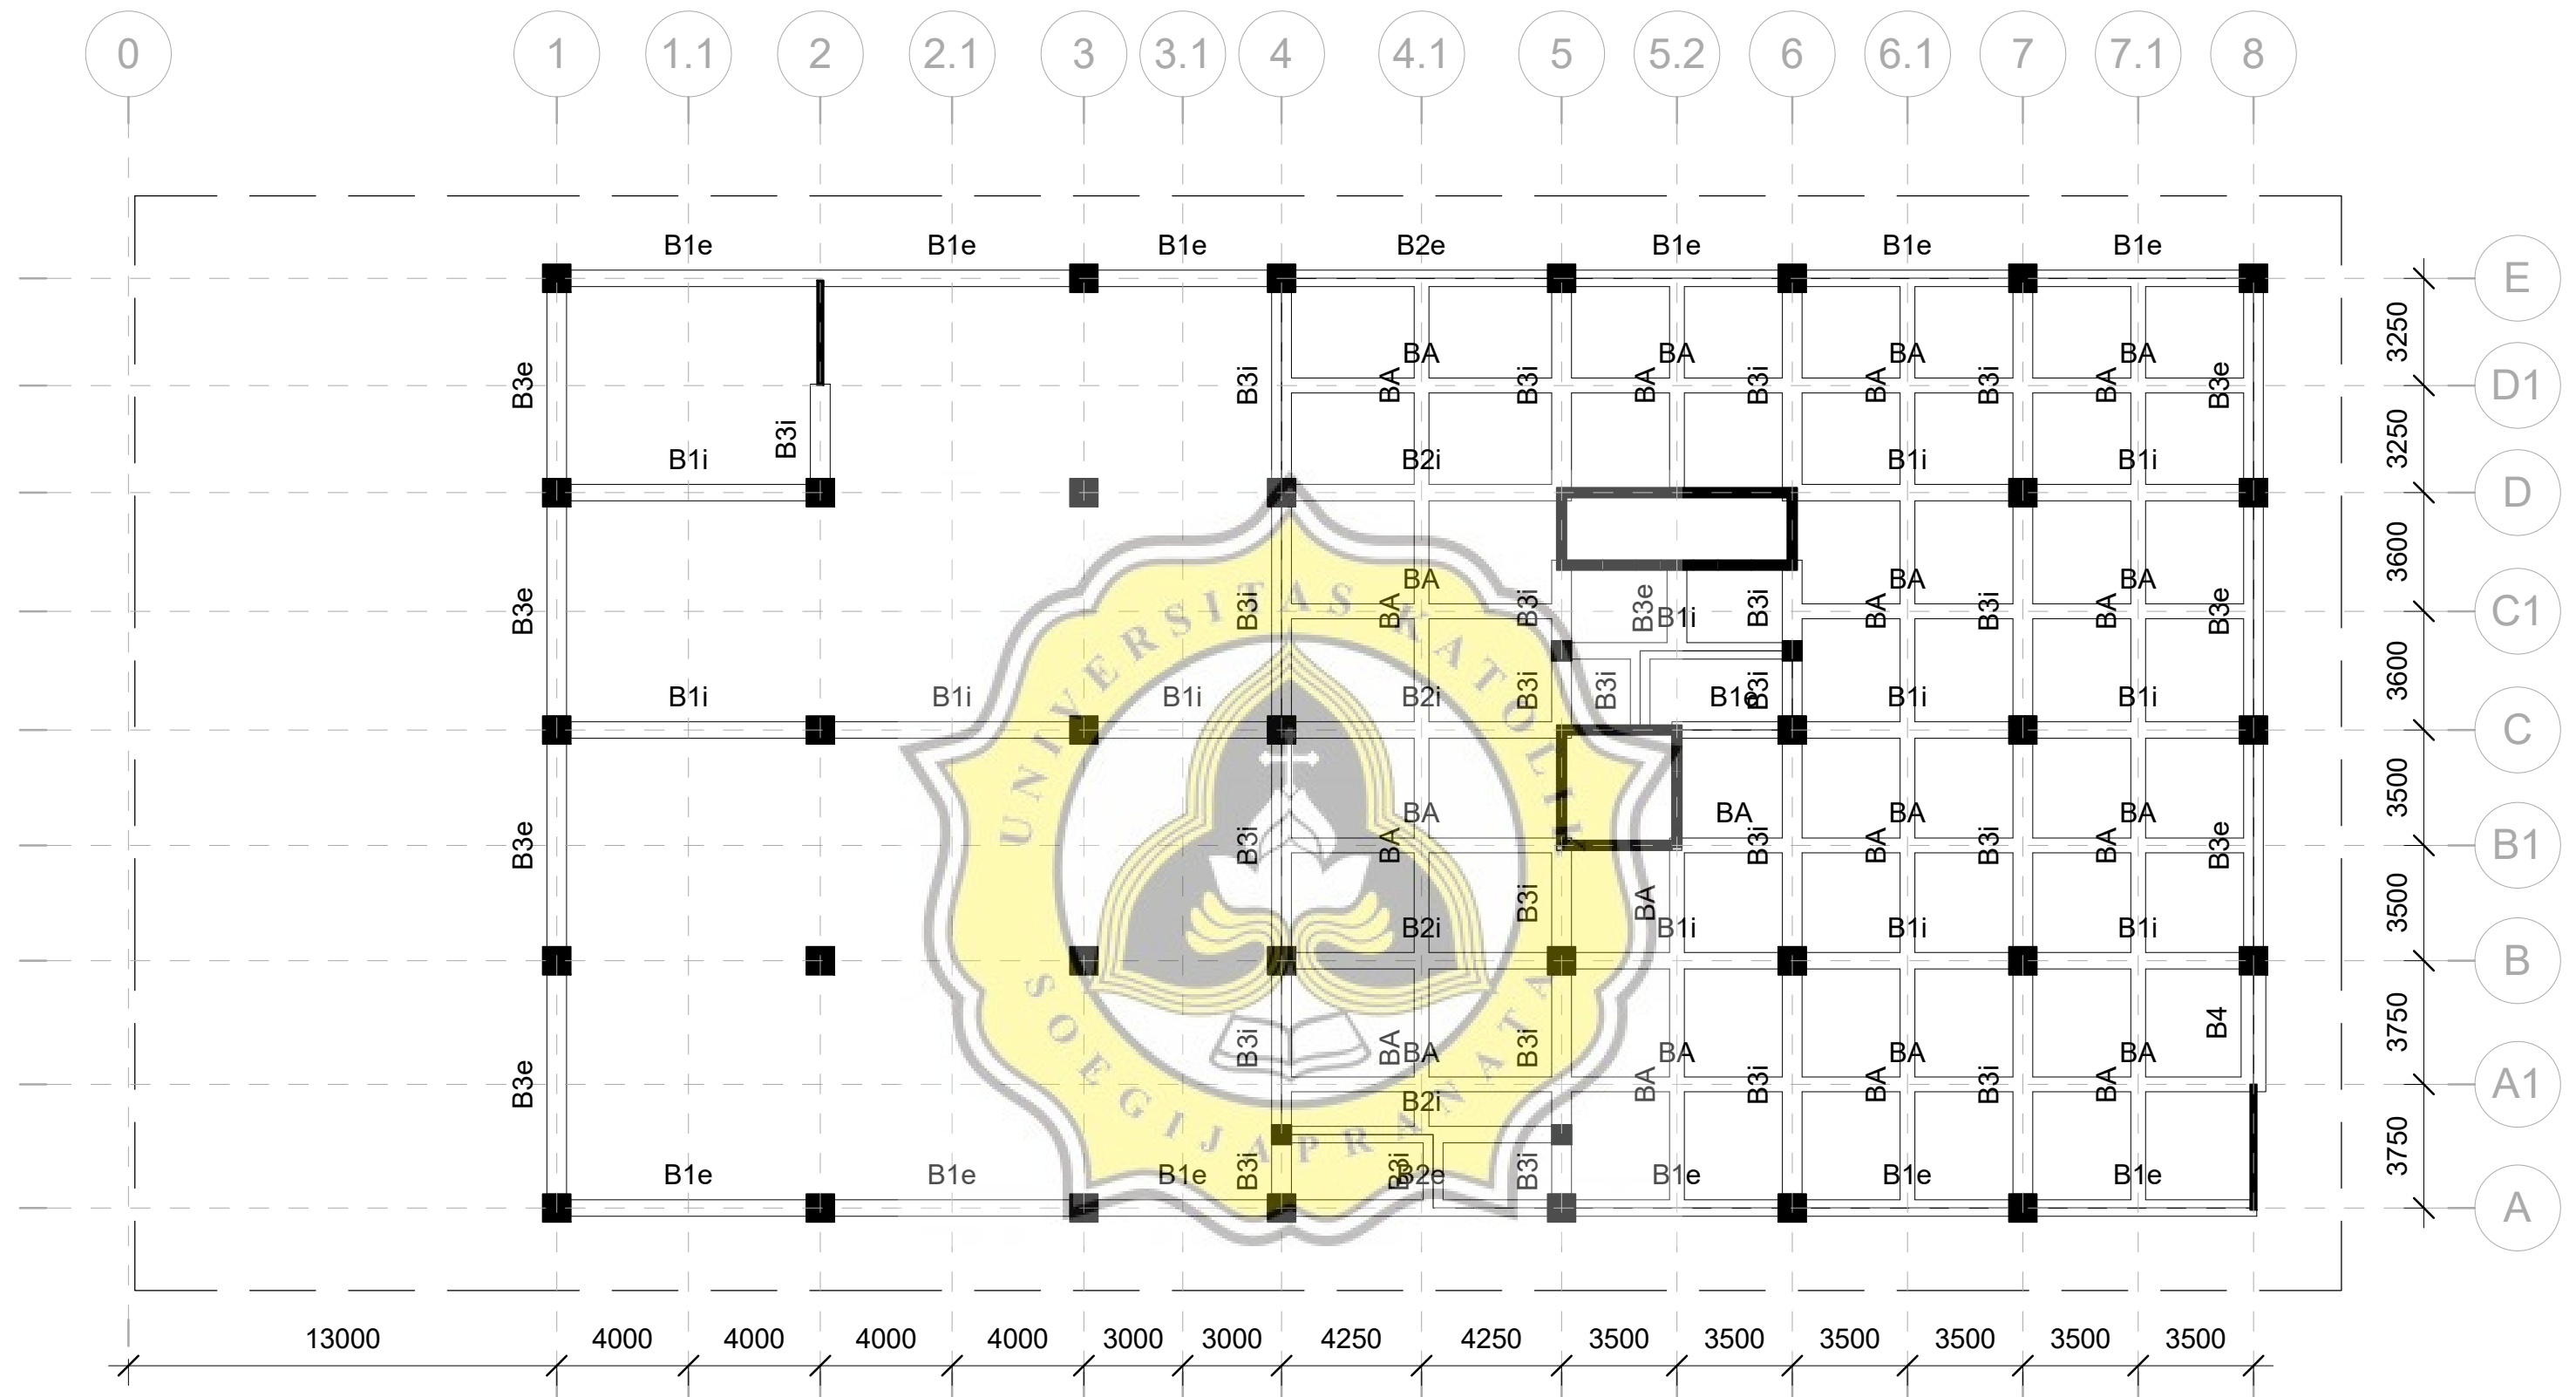 0 1 1.1 2 2.1 3 3.1 4 4.1 5 5.2 6 6.1 7 7.1 8
B1e B1e B1e B2e B1e B1e B1e
E
3250
BA BA BA BA
B3e B3i BA B3i BA B3i BA B3i BA B3e
D1
3250
B3i
B1i B2i B1i B1i
D
3600
BA BA BA
B3e B3i BA B3i B3e B1i B3i BA B3i BA B3e
C1
3600
B1i B1i B1i B2i B3i B3i B1e B3i B1i B1i
C
3500
BA BA BA BA
B3e B3i BA B3i BA B3i BA B3e
B1
3500
B3i BA
B2i B1i B1i B1i
B
3750
B4
B3i BA BA B3i BA BA BA
B3e BA B3i BA B3i BA
A1
B2i
3750
B1e B1e B1e B3i B3i B2e B3i B1e B1e B1e
A
UNIVERSITAS KATOLIK
SOEGIJAPRANATA
13000 4000 4000 4000 4000 3000 3000 4250 4250 3500 3500 3500 3500 3500 3500